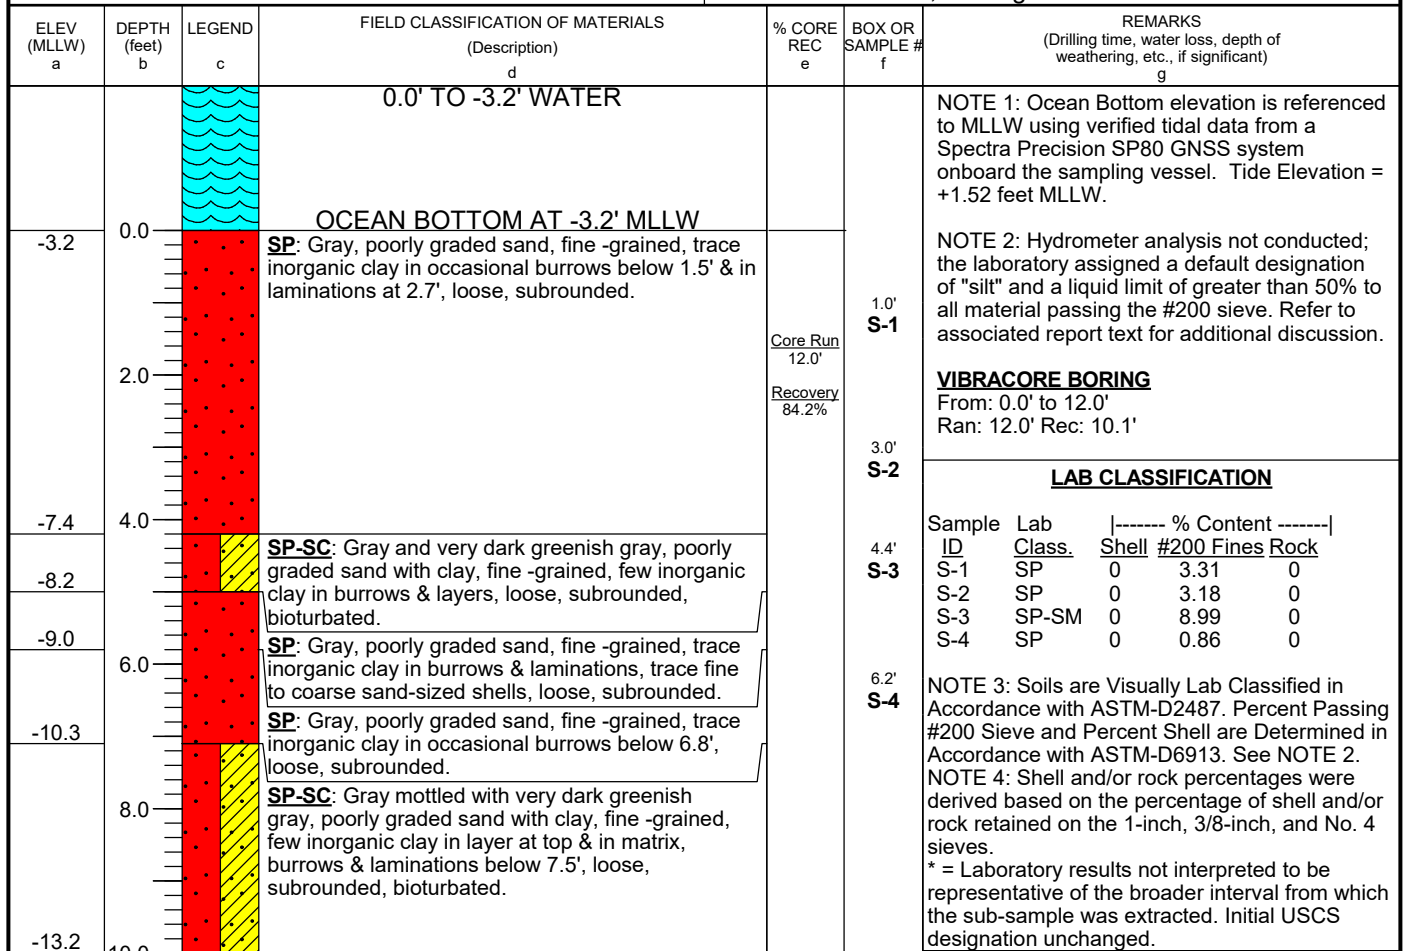 ELEV
(MLLW)
a
DEPTH
(feet)
b
LEGEND
c
FIELD CLASSIFICATION OF MATERIALS
(Description)
d
% CORE
REC
e
BOX OR
SAMPLE #
f
REMARKS
(Drilling time, water loss, depth of
weathering, etc., if significant)
g
0.0' TO -3.2' WATER
OCEAN BOTTOM AT -3.2' MLLW
-3.2
0.0
SP: Gray, poorly graded sand, fine -grained, trace
inorganic clay in occasional burrows below 1.5' & in
laminations at 2.7', loose, subrounded.
2.0
-7.4
4.0
SP-SC: Gray and very dark greenish gray, poorly
graded sand with clay, fine -grained, few inorganic
clay in burrows & layers, loose, subrounded,
bioturbated.
-8.2
SP: Gray, poorly graded sand, fine -grained, trace
inorganic clay in burrows & laminations, trace fine
to coarse sand-sized shells, loose, subrounded.
-9.0
6.0
SP: Gray, poorly graded sand, fine -grained, trace
inorganic clay in occasional burrows below 6.8',
loose, subrounded.
-10.3
SP-SC: Gray mottled with very dark greenish
gray, poorly graded sand with clay, fine -grained,
few inorganic clay in layer at top & in matrix,
burrows & laminations below 7.5', loose,
subrounded, bioturbated.
8.0
-13.2
Core Run
12.0'
Recovery
84.2%
1.0'
S-1
3.0'
S-2
4.4'
S-3
6.2'
S-4
NOTE 1: Ocean Bottom elevation is referenced
to MLLW using verified tidal data from a
Spectra Precision SP80 GNSS system
onboard the sampling vessel. Tide Elevation =
+1.52 feet MLLW.
NOTE 2: Hydrometer analysis not conducted;
the laboratory assigned a default designation
of "silt" and a liquid limit of greater than 50% to
all material passing the #200 sieve. Refer to
associated report text for additional discussion.
VIBRACORE BORING
From: 0.0' to 12.0'
Ran: 12.0' Rec: 10.1'
LAB CLASSIFICATION
Sample Lab |------- % Content -------|
ID Class. Shell #200 Fines Rock
S-1 SP 0 3.31 0
S-2 SP 0 3.18 0
S-3 SP-SM 0 8.99 0
S-4 SP 0 0.86 0
NOTE 3: Soils are Visually Lab Classified in
Accordance with ASTM-D2487. Percent Passing
#200 Sieve and Percent Shell are Determined in
Accordance with ASTM-D6913. See NOTE 2.
NOTE 4: Shell and/or rock percentages were
derived based on the percentage of shell and/or
rock retained on the 1-inch, 3/8-inch, and No. 4
sieves.
* = Laboratory results not interpreted to be
representative of the broader interval from which
the sub-sample was extracted. Initial USCS
designation unchanged.